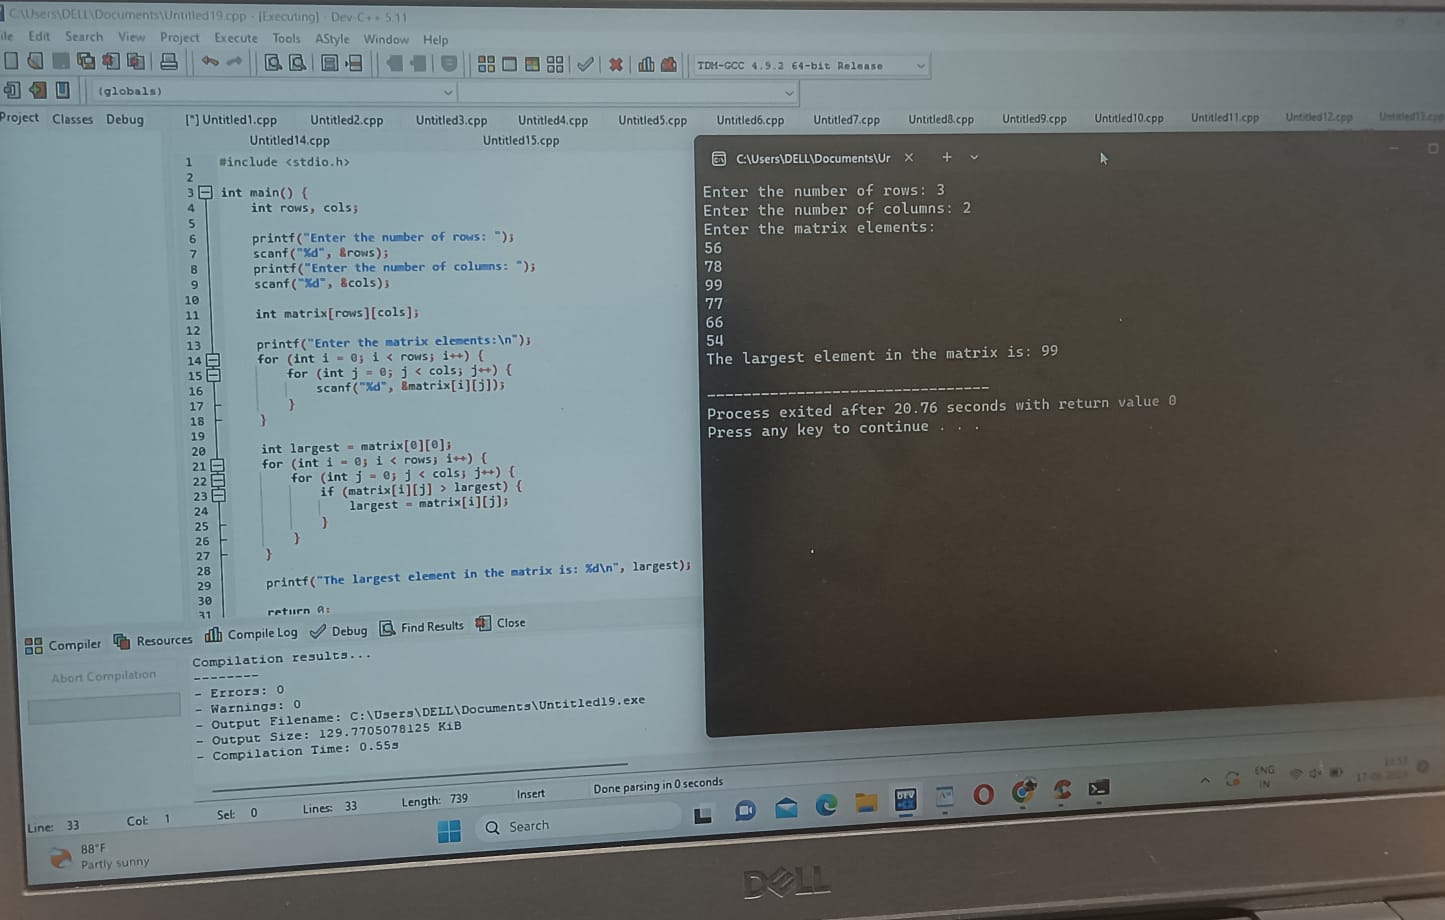 C:\Users\DELL\Documents\Untitled19.cpp - [Executing] - Dev-C++ 5.11
Edit Search View Project Execute Tools AStyle Window Help
TDM-GCC 4.9.2 64-bit Release
(globals)
Project Classes Debug [*] Untitled1.cpp Untitled2.cpp Untitled3.cpp Untitled4.cpp Untitled5.cpp Untitled6.cpp Untitled7.cpp Untitled8.cpp Untitled9.cpp Untitled10.cpp Untitled11.cpp Untitled12.cpp
Untitled14.cpp Untitled15.cpp
1 #include <stdio.h>
2
3 int main() {
4 int rows, cols;
5
6 printf("Enter the number of rows: ");
7 scanf("%d", &rows);
8 printf("Enter the number of columns: ");
9 scanf("%d", &cols);
10
11 int matrix[rows][cols];
12
13 printf("Enter the matrix elements:\n");
14 for (int i = 0; i < rows; i++) {
15 for (int j = 0; j < cols; j++) {
16 scanf("%d", &matrix[i][j]);
17 }
18 }
19
20 int largest = matrix[0][0];
21 for (int i = 0; i < rows; i++) {
22 for (int j = 0; j < cols; j++) {
23 if (matrix[i][j] > largest) {
24 largest = matrix[i][j];
25 }
26 }
27 }
28
29 printf("The largest element in the matrix is: %d\n", largest);
30
31 return 0;
C:\Users\DELL\Documents\Ur
Enter the number of rows: 3
Enter the number of columns: 2
Enter the matrix elements:
56
78
99
77
66
54
The largest element in the matrix is: 99
--------------------------------
Process exited after 20.76 seconds with return value 0
Press any key to continue . . .
Compiler Resources Compile Log Debug Find Results Close
Abort Compilation
Compilation results...
--------
- Errors: 0
- Warnings: 0
- Output Filename: C:\Users\DELL\Documents\Untitled19.exe
- Output Size: 129.7705078125 KiB
- Compilation Time: 0.55s
Line: 33 Col: 1 Sel: 0 Lines: 33 Length: 739 Insert Done parsing in 0 seconds
88°F
Partly sunny
Search
DEV
ENG
IN
DELL